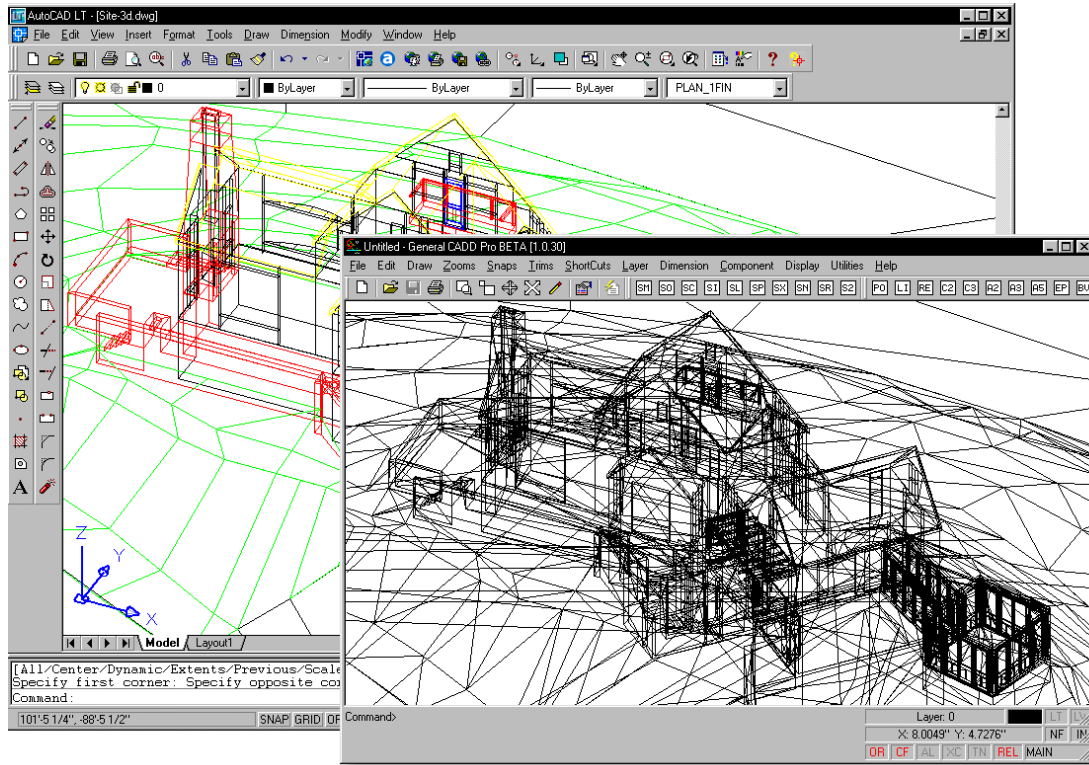 AutoCAD LT - [Site-3d.dwg]
File Edit View Insert Format Tools Draw Dimension Modify Window Help
0 ByLayer ByLayer ByLayer PLAN_1FIN
A
Z
Y
X
Model Layout1
[All/Center/Dynamic/Extents/Previous/Scale
Specify first corner: Specify opposite co
Command:
101'-5 1/4", -88'-5 1/2" SNAP GRID
Untitled - General CADD Pro BETA [1.0.30]
File Edit Draw Zooms Snaps Trims ShortCuts Layer Dimension Component Display Utilities Help
SM SO SC SI SL SP SX SN SR S2 PO LI RE C2 C3 A2 A3 A5 EP BV
Command>
Layer: 0 LT
X: 8.0049" Y: 4.7276" NF IN
OR CF AL XC TN REL MAIN